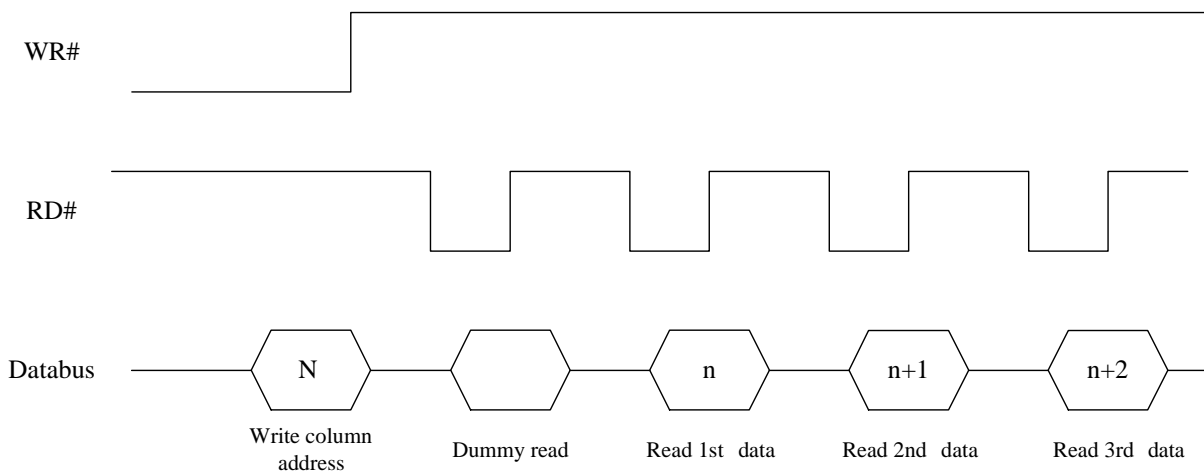 WR#
RD#
Databus
N
n
n+1
n+2
Write column
address
Dummy read
Read 1st data
Read 2nd data
Read 3rd data